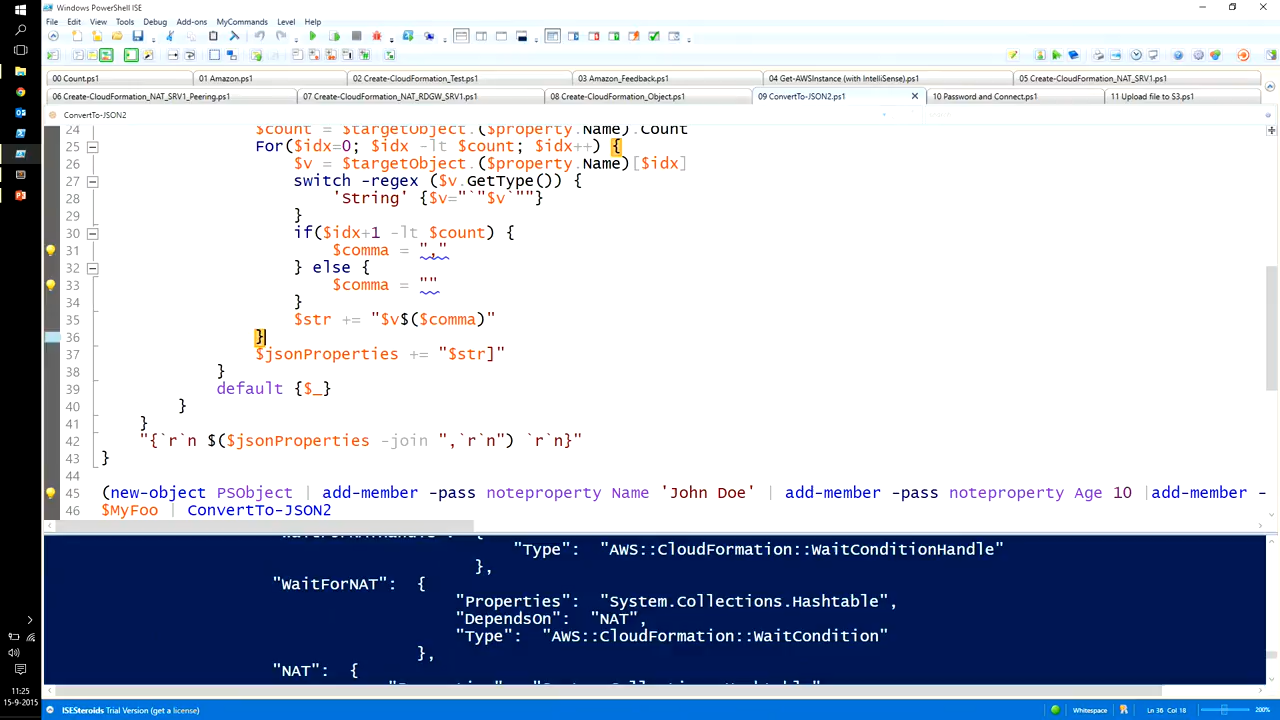 Windows PowerShell ISE
File Edit View Tools Debug Add-ons MyCommands Level Help
00 Count.ps1 01 Amazon.ps1 02 Create-CloudFormation_Test.ps1 03 Amazon_Feedback.ps1 04 Get-AWSInstance (with IntelliSense).ps1 05 Create-CloudFormation_NAT_SRV1.ps1
06 Create-CloudFormation_NAT_SRV1_Peering.ps1 07 Create-CloudFormation_NAT_RDGW_SRV1.ps1 08 Create-CloudFormation_Object.ps1 09 ConvertTo-JSON2.ps1 10 Password and Connect.ps1 11 Upload file to S3.ps1
ConvertTo-JSON2
24 $count = $targetObject.($property.Name).Count
25 For($idx=0; $idx -lt $count; $idx++) {
26 $v = $targetObject.($property.Name)[$idx]
27 switch -regex ($v.GetType()) {
28 'String' {$v="`"$v`""}
29 }
30 if($idx+1 -lt $count) {
31 $comma = ","
32 } else {
33 $comma = ""
34 }
35 $str += "$v$($comma)"
36 }
37 $jsonProperties += "$str]"
38 }
39 default {$_}
40 }
41 }
42 "{`r`n $($jsonProperties -join ",`r`n") `r`n}"
43 }
44
45 (new-object PSObject | add-member -pass noteproperty Name 'John Doe' | add-member -pass noteproperty Age 10 |add-member -
46 $MyFoo | ConvertTo-JSON2
"Type": "AWS::CloudFormation::WaitConditionHandle"
},
"WaitForNAT": {
"Properties": "System.Collections.Hashtable",
"DependsOn": "NAT",
"Type": "AWS::CloudFormation::WaitCondition"
},
"NAT": {
11:25
15-9-2015
ISESteroids Trial Version (get a license) Whitespace Ln 36 Col 18 200%